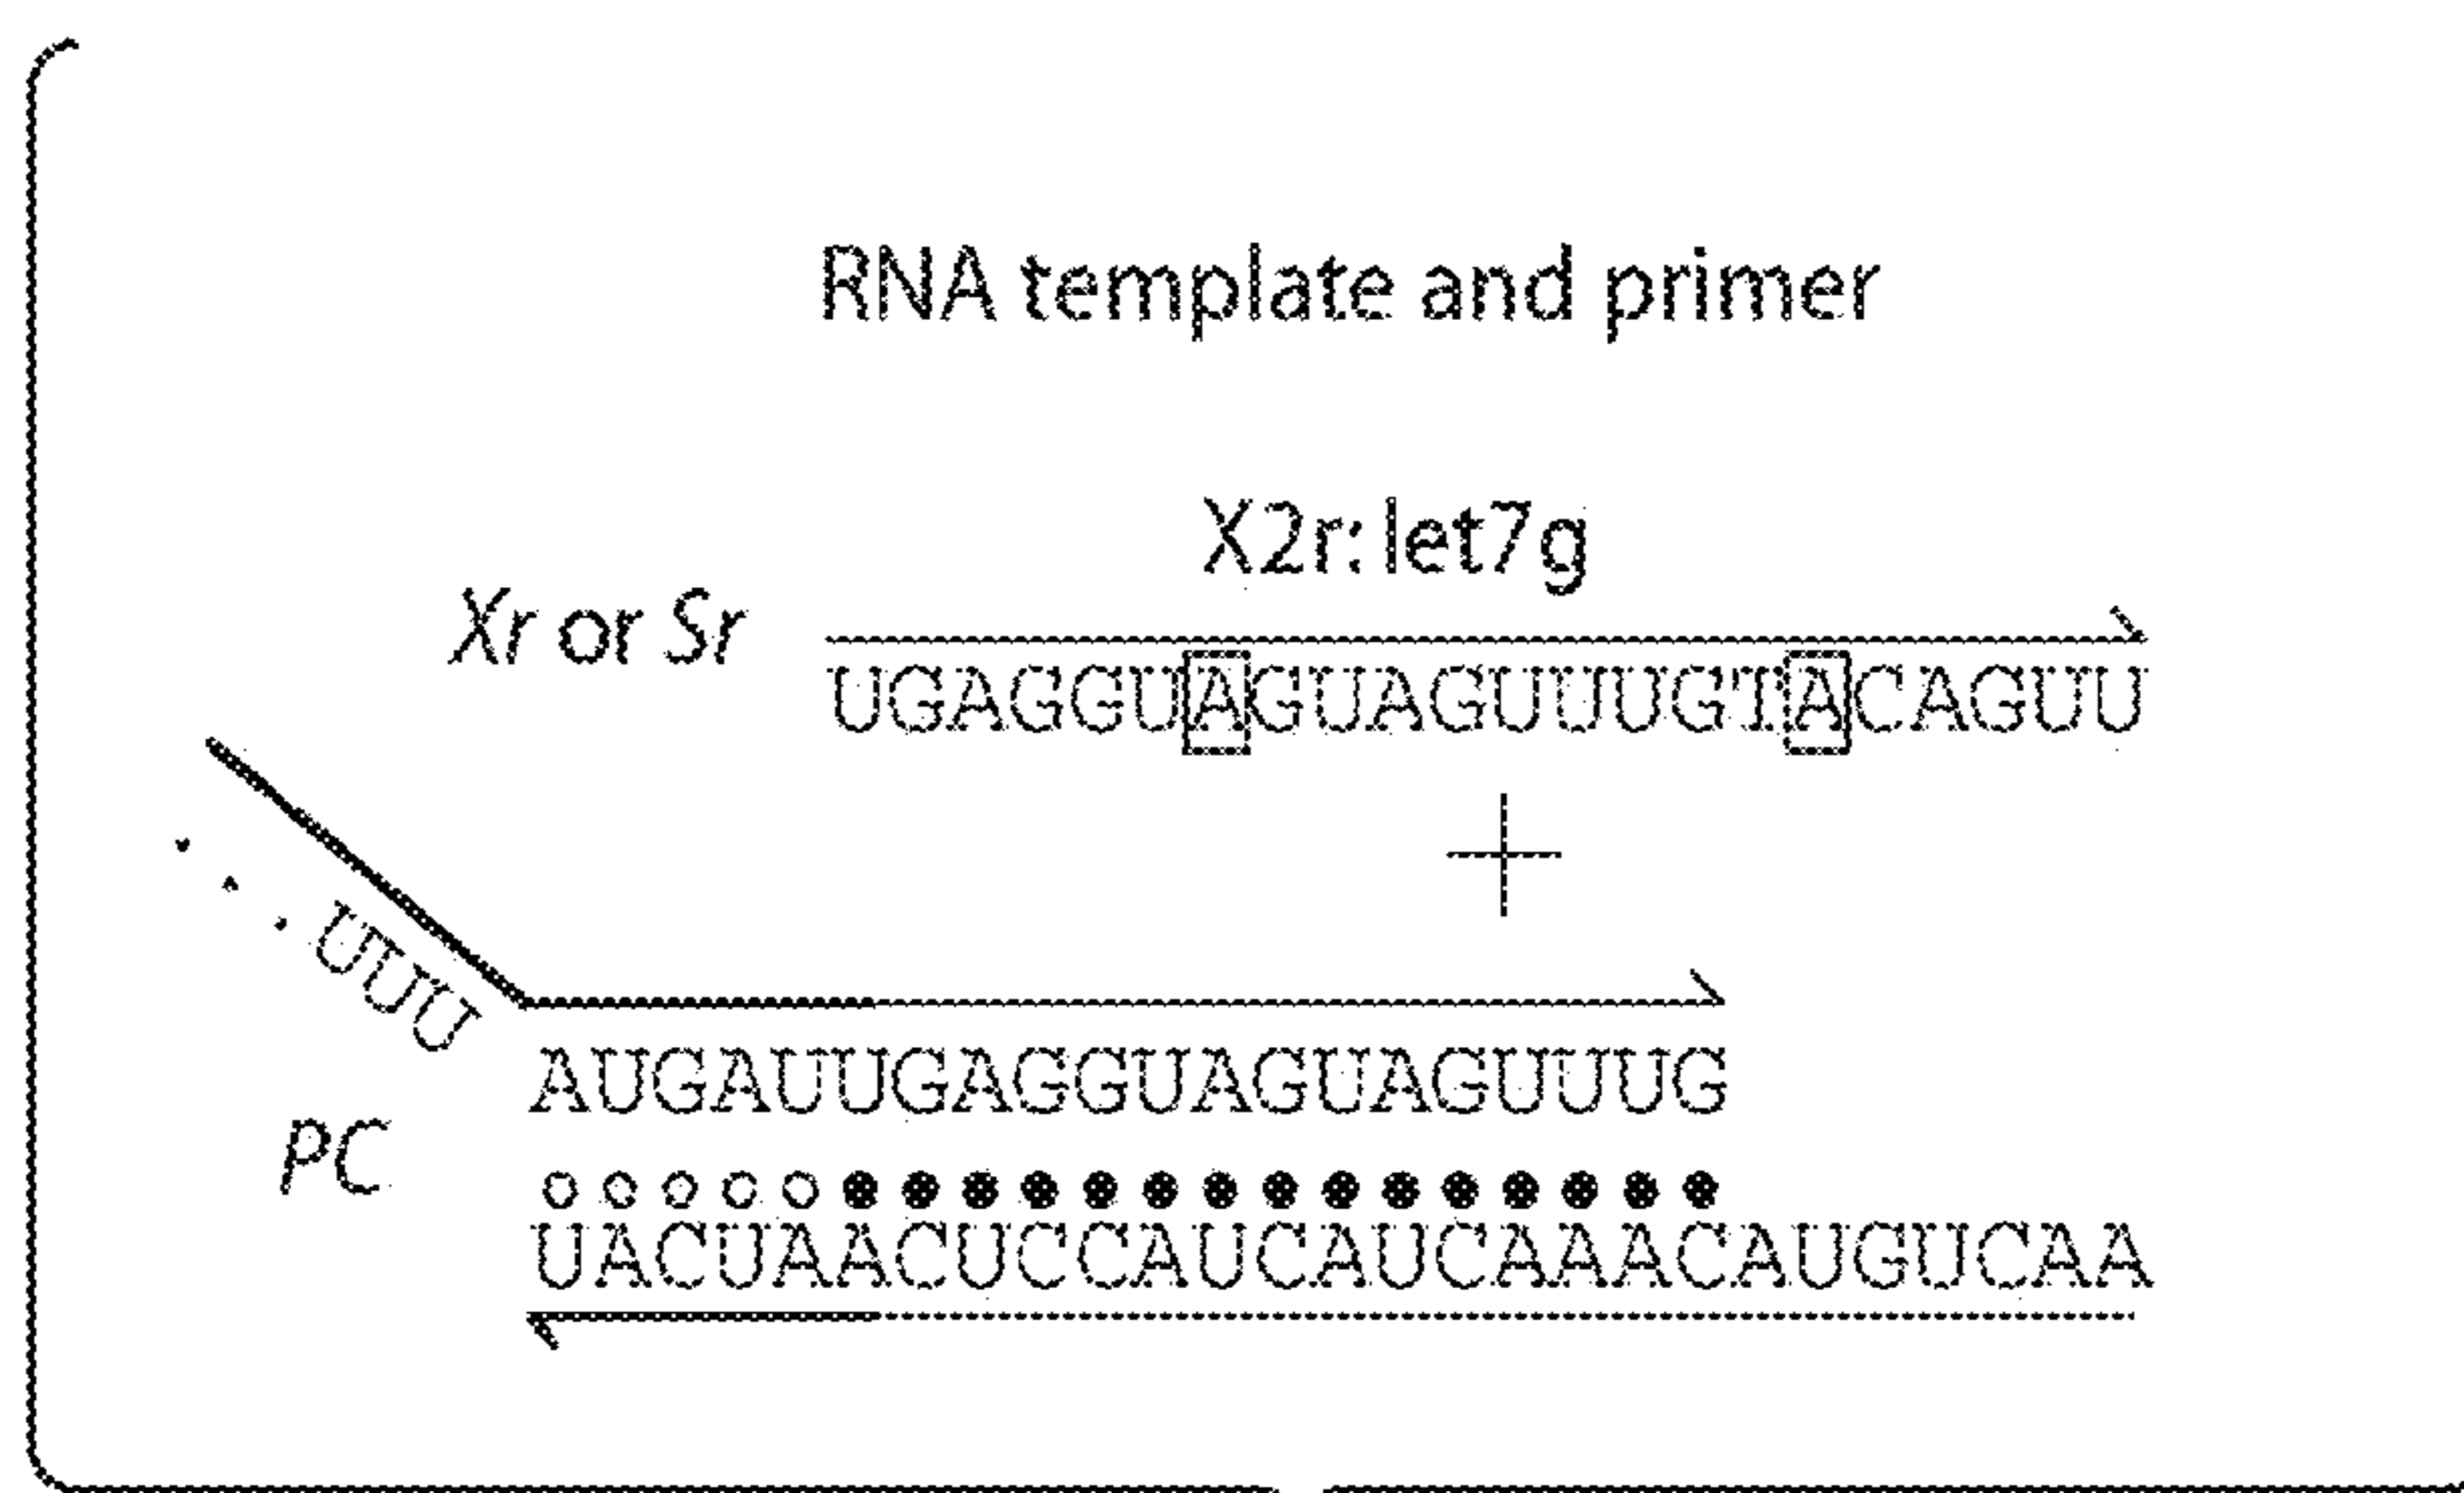 RNA template and primer
X2r: let7g
Xr or Sr
UGAGGUAGUAGUUUGTACAGUU
...UUU
AUGAUUGAGGUAGUAGUUUG
PC
UACUAACUCCAUCAUCAAACAUGUCAA